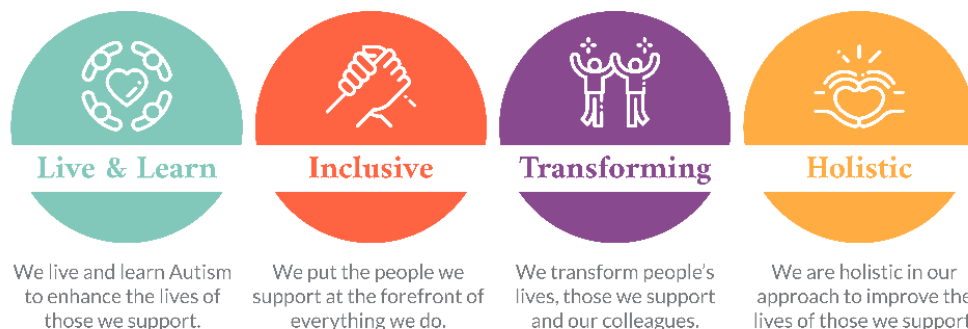 Live & Learn
We live and learn Autism
to enhance the lives of
those we support.
Inclusive
We put the people we
support at the forefront of
everything we do.
Transforming
We transform people's
lives, those we support
and our colleagues.
Holistic
We are holistic in our
approach to improve the
lives of those we support